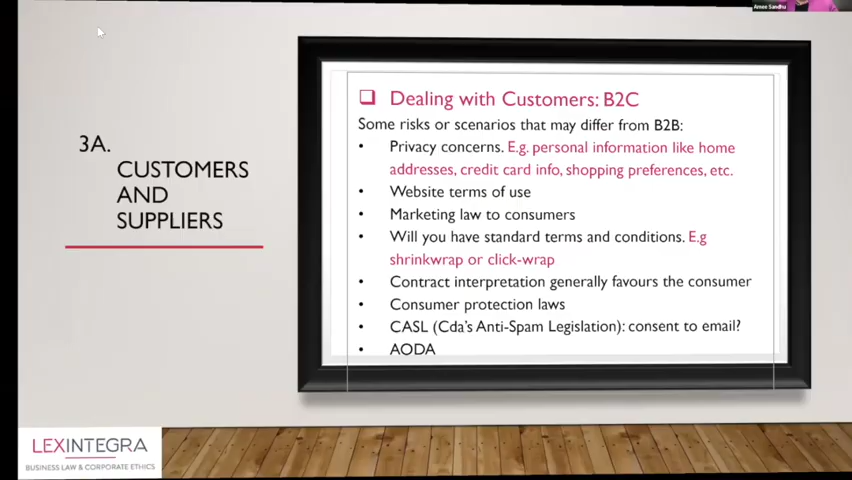 Amee Sandhu
3A.
CUSTOMERS
AND
SUPPLIERS
❑ Dealing with Customers: B2C
Some risks or scenarios that may differ from B2B:
• Privacy concerns. E.g. personal information like home
addresses, credit card info, shopping preferences, etc.
• Website terms of use
• Marketing law to consumers
• Will you have standard terms and conditions. E.g
shrinkwrap or click-wrap
• Contract interpretation generally favours the consumer
• Consumer protection laws
• CASL (Cda's Anti-Spam Legislation): consent to email?
• AODA
LEXINTEGRA
BUSINESS LAW & CORPORATE ETHICS